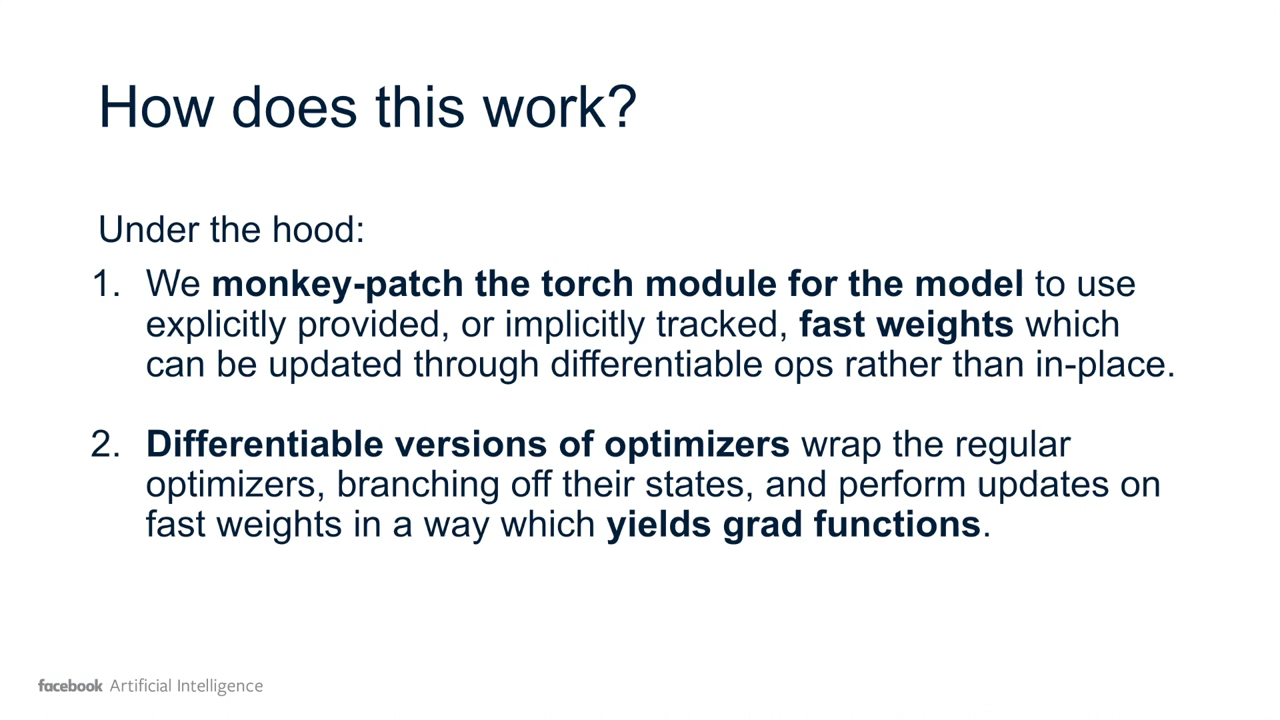 How does this work?
Under the hood:
1. We monkey-patch the torch module for the model to use
explicitly provided, or implicitly tracked, fast weights which
can be updated through differentiable ops rather than in-place.
2. Differentiable versions of optimizers wrap the regular
optimizers, branching off their states, and perform updates on
fast weights in a way which yields grad functions.
facebook Artificial Intelligence